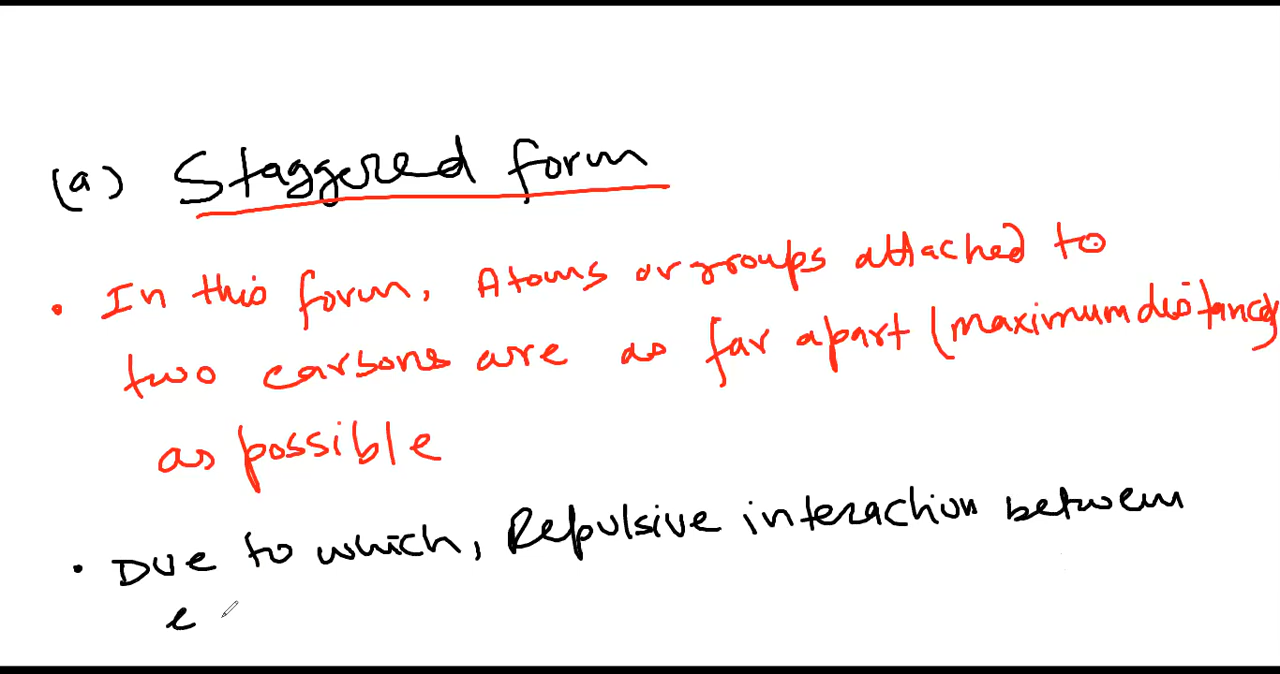 (a) Staggered form
• In this form, Atoms or groups attached to
two carbons are as far apart (maximum distance)
as possible
• Due to which, Repulsive interaction between
e